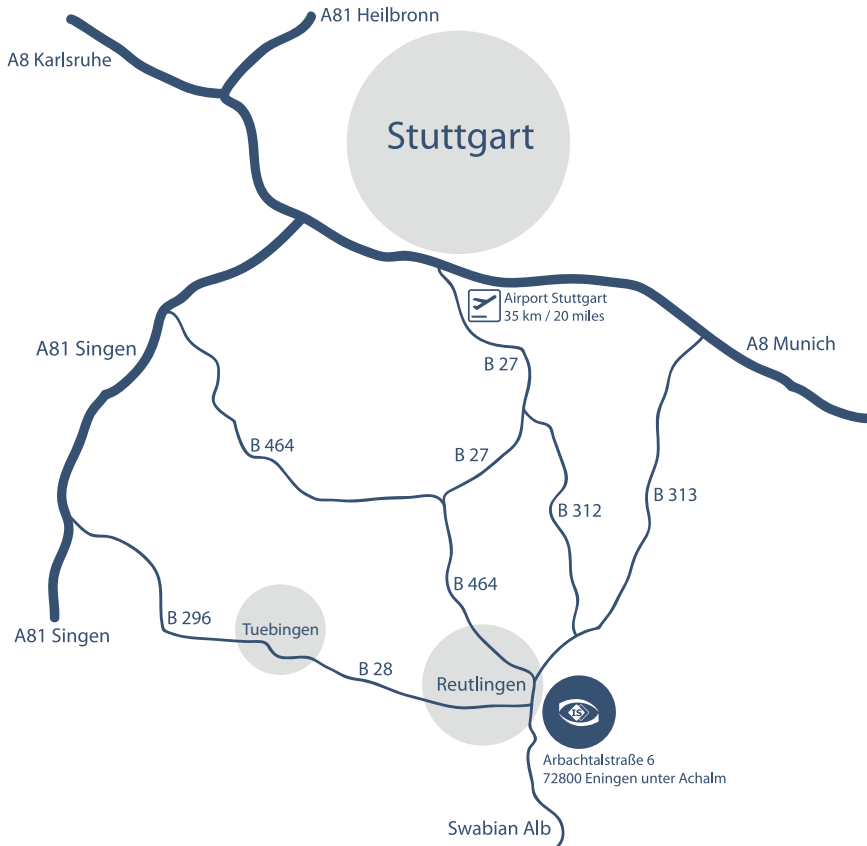 A81 Heilbronn
A8 Karlsruhe
Stuttgart
Airport Stuttgart
35 km / 20 miles
A81 Singen
A8 Munich
B 27
B 464
B 27
B 312
B 313
B 464
B 296
Tuebingen
A81 Singen
B 28
Reutlingen
IS
Arbachtalstraße 6
72800 Eningen unter Achalm
Swabian Alb